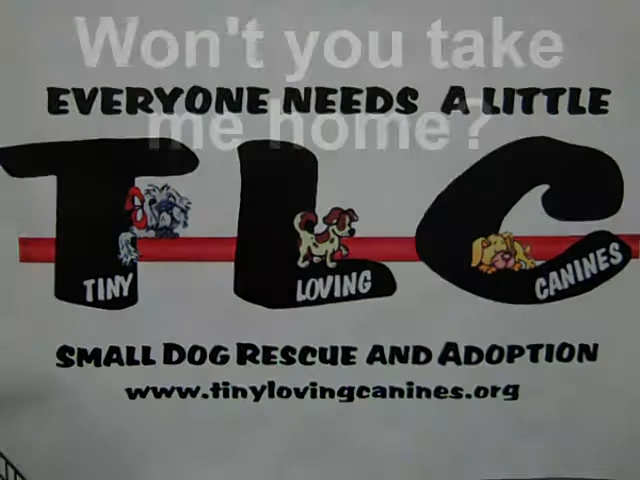 Won't you take
EVERYONE NEEDS A LITTLE
me home?
TLC
TINY LOVING CANINES
SMALL DOG RESCUE AND ADOPTION
www.tinylovingcanines.org